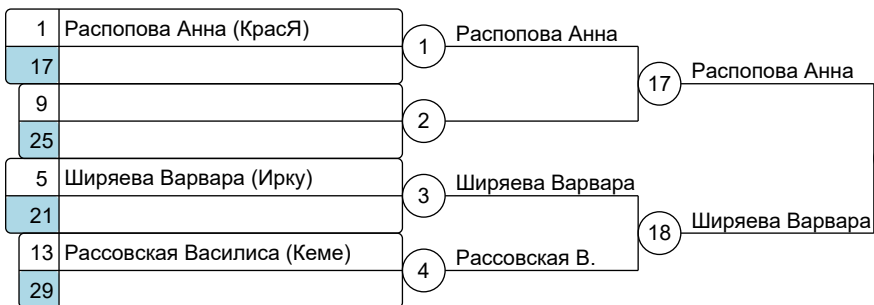 1 Распопова Анна (КрасЯ)
17
1 Распопова Анна
9
25
2
17 Распопова Анна
5 Ширяева Варвара (Ирку)
21
3 Ширяева Варвара
13 Рассовская Василиса (Кеме)
29
4 Рассовская В.
18 Ширяева Варвара